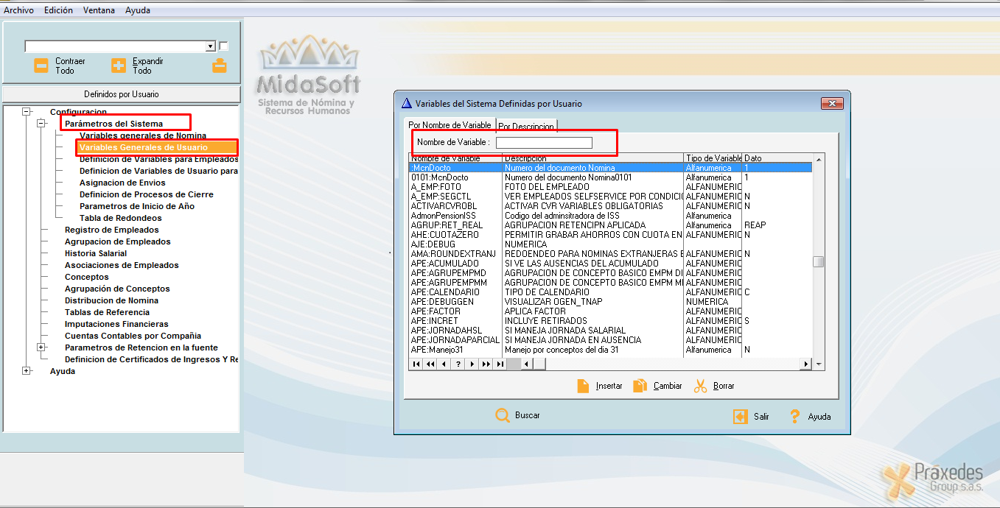 Archivo Edición Ventana Ayuda
Contraer Todo
Expandir Todo
Definidos por Usuario
Configuracion
Parámetros del Sistema
Variables generales de Nomina
Variables Generales de Usuario
Definicion de Variables para Empleados
Definicion de Variables de Usuario para
Asignacion de Envios
Definicion de Procesos de Cierre
Parametros de Inicio de Año
Tabla de Redondeos
Registro de Empleados
Agrupacion de Empleados
Historia Salarial
Asociaciones de Empleados
Conceptos
Agrupación de Conceptos
Distribucion de Nomina
Tablas de Referencia
Imputaciones Financieras
Cuentas Contables por Compañia
Parametros de Retencion en la fuente
Definicion de Certificados de Ingresos Y Re
Ayuda
MidaSoft
Sistema de Nómina y
Recursos Humanos
Variables del Sistema Definidas por Usuario
Por Nombre de Variable Por Descripcion
Nombre de Variable :
Nombre de Variable Descripcion Tipo de Variable Dato
:McnDocto Numero del documento Nomina Alfanumerica 1
0101:McnDocto Numero del documento Nomina0101 Alfanumerica 1
A_EMP:FOTO FOTO DEL EMPLEADO ALFANUMERIC
A_EMP:SEGCTL VER EMPLEADOS SELFSERVICE POR CONDICI ALFANUMERIC N
ACTIVARCVROBL ACTIVAR CVR VARIABLES OBLIGATORIAS ALFANUMERIC N
AdmonPensionISS Codigo del adminsitradora de ISS Alfanumerica
AGRUP:RET_REAL AGRUPACION RETENCIPN APLICADA ALFANUMERIC REAP
AHE:CUOTAZERO PERMITIR GRABAR AHORROS CON CUOTA EN ALFANUMERIC N
AJE:DEBUG NUMERICA
AMA:ROUNDEXTRANJ REDOENDEO PARA NOMINAS EXTRANJERAS E ALFANUMERIC N
APE:ACUMULADO SI VE LAS AUSENCIAS DEL ACUMULADO ALFANUMERIC
APE:AGRUPEMPMD AGRUPACION DE CONCEPTO BASICO EMPM DI ALFANUMERIC
APE:AGRUPEMPMM AGRUPACION DE CONCEPTO BASICO EMPM M ALFANUMERIC
APE:CALENDARIO TIPO DE CALENDARIO ALFANUMERIC C
APE:DEBUGGEN VISUALIZAR OGEN_TNAP NUMERICA
APE:FACTOR APLICA FACTOR ALFANUMERIC
APE:INCRET INCLUYE RETIRADOS ALFANUMERIC S
APE:JORNADAHSL SI MANEJA JORNADA SALARIAL ALFANUMERIC
APE:JORNADAPARCIAL SI MANEJA JORNADA EN AUSENCIA ALFANUMERIC
APE:Manejo31 Manejo por conceptos del dia 31 Alfanumerica N
Insertar Cambiar Borrar
Buscar Salir Ayuda
Práxedes
Group s.a.s.